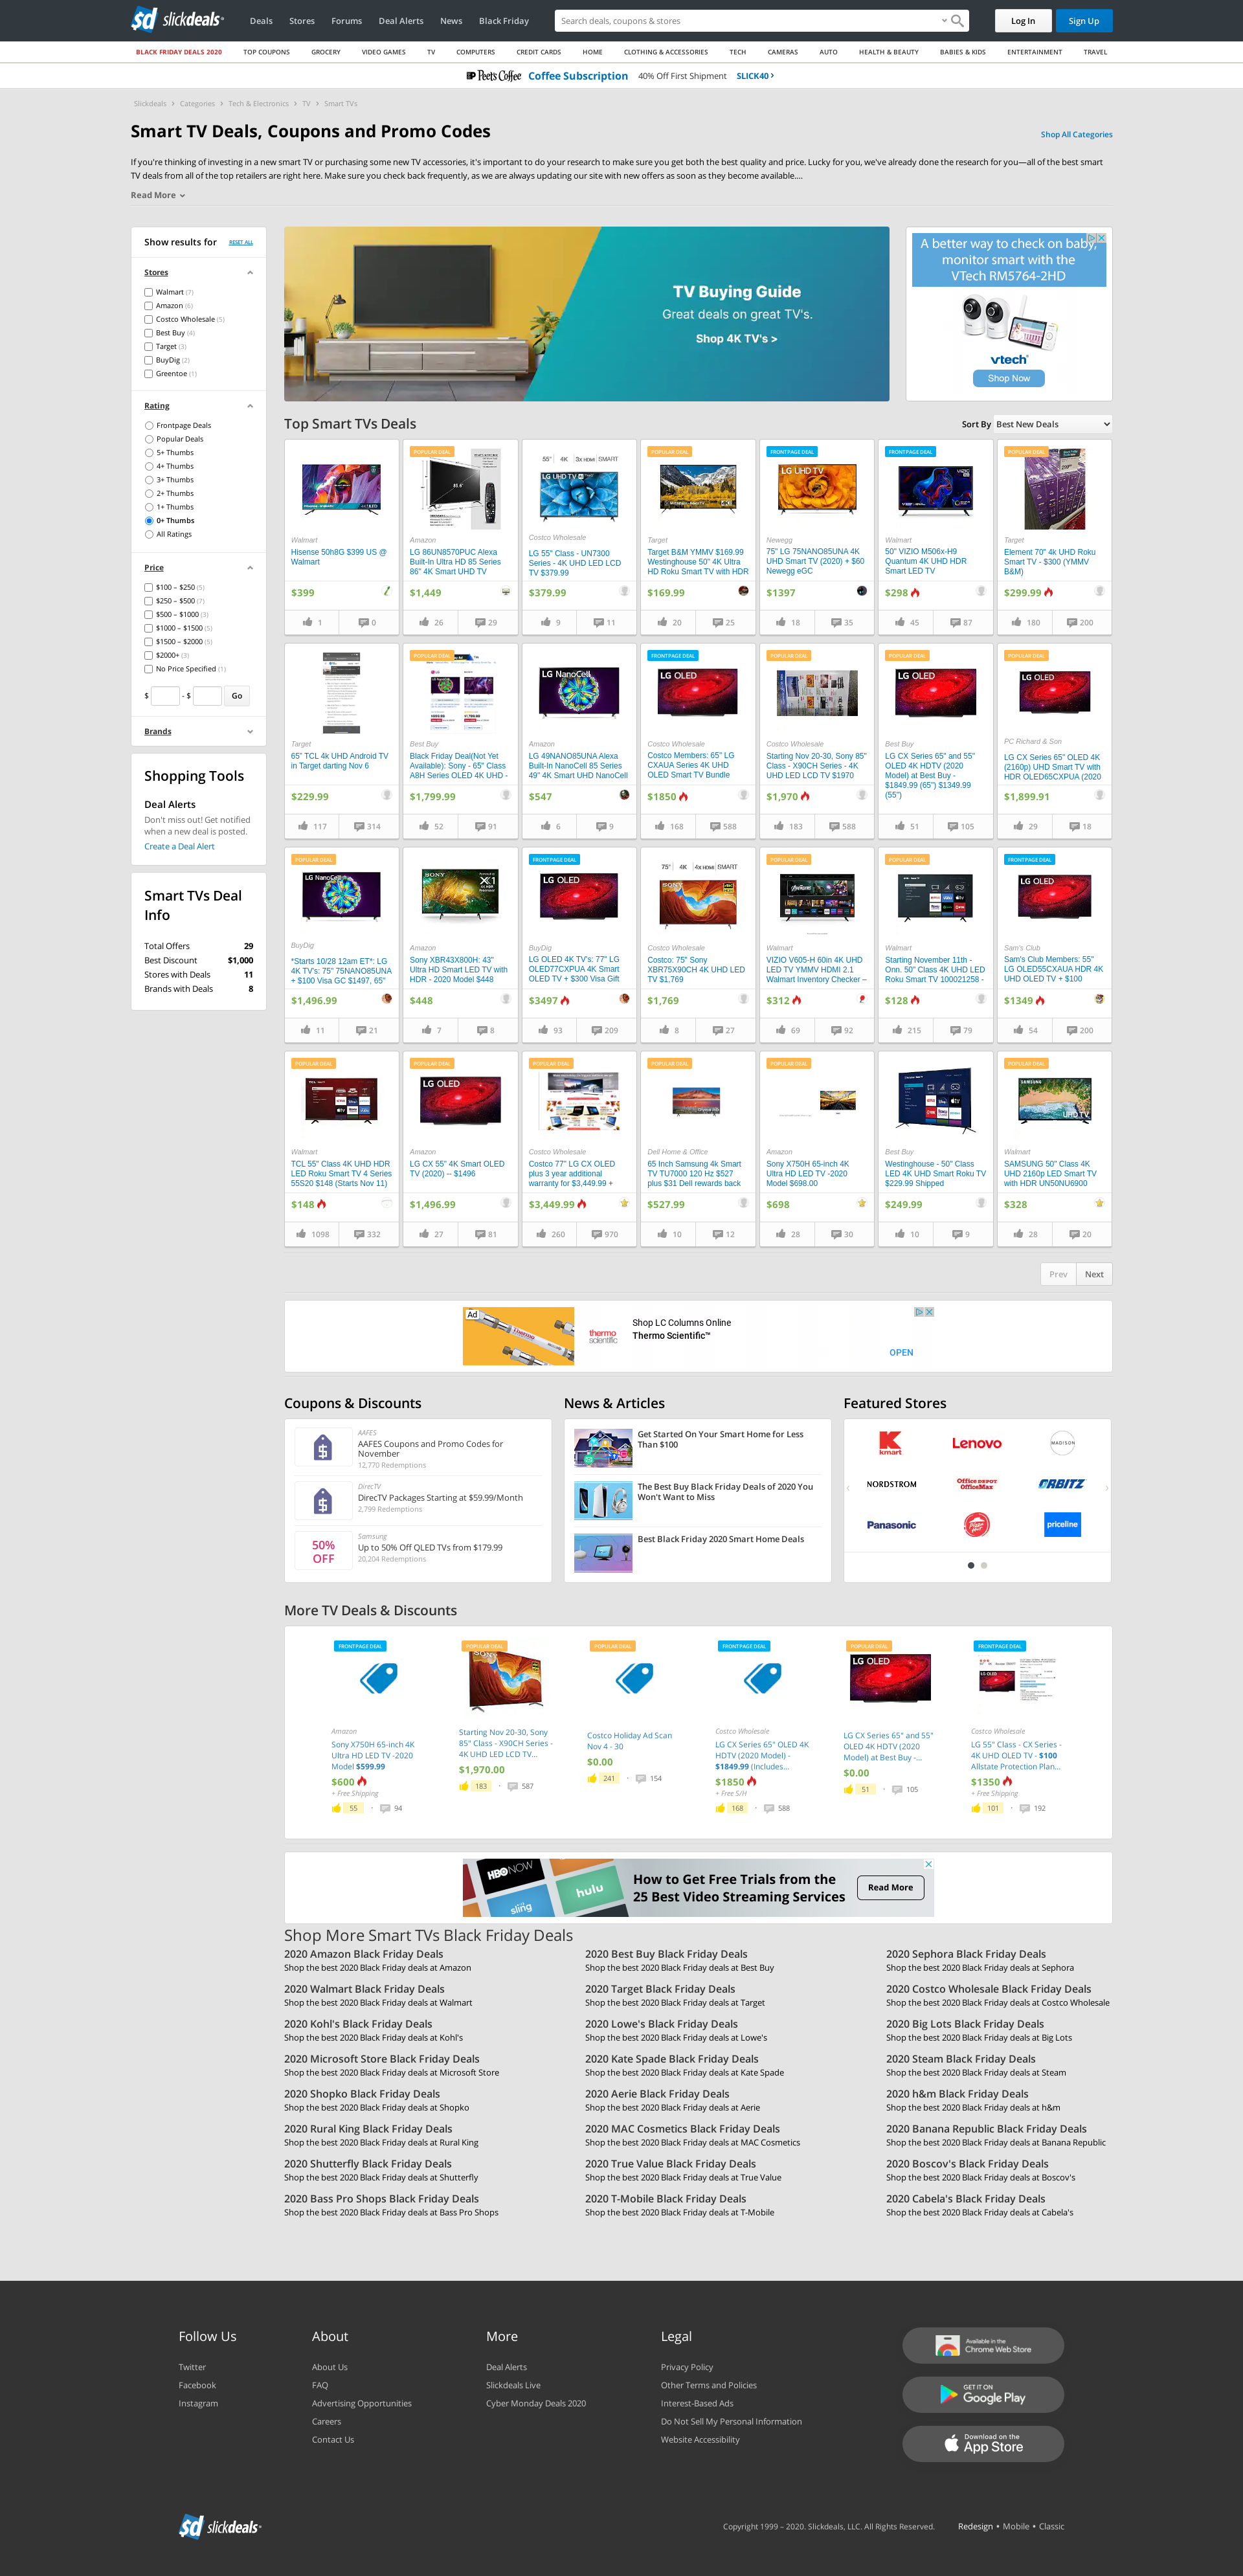 slickdeals
Deals Stores Forums Deal Alerts News Black Friday
Search deals, coupons & stores
Log In Sign Up
BLACK FRIDAY DEALS 2020 TOP COUPONS GROCERY VIDEO GAMES TV COMPUTERS CREDIT CARDS HOME CLOTHING & ACCESSORIES TECH CAMERAS AUTO HEALTH & BEAUTY BABIES & KIDS ENTERTAINMENT TRAVEL
Peet's Coffee Coffee Subscription 40% Off First Shipment SLICK40
Slickdeals > Categories > Tech & Electronics > TV > Smart TVs
Smart TV Deals, Coupons and Promo Codes
Shop All Categories
If you're thinking of investing in a new smart TV or purchasing some new TV accessories, it's important to do your research to make sure you get both the best quality and price. Lucky for you, we've already done the research for you—all of the best smart
TV deals from all of the top retailers are right here. Make sure you check back frequently, as we are always updating our site with new offers as soon as they become available....
Read More
Show results for RESET ALL
Stores
Walmart (7)
Amazon (6)
Costco Wholesale (5)
Best Buy (4)
Target (3)
BuyDig (2)
Greentoe (1)
Rating
Frontpage Deals
Popular Deals
5+ Thumbs
4+ Thumbs
3+ Thumbs
2+ Thumbs
1+ Thumbs
0+ Thumbs
All Ratings
Price
$100 – $250 (5)
$250 – $500 (7)
$500 – $1000 (3)
$1000 – $1500 (5)
$1500 – $2000 (5)
$2000+ (3)
No Price Specified (1)
$ - $ Go
Brands
Shopping Tools
Deal Alerts
Don't miss out! Get notified
when a new deal is posted.
Create a Deal Alert
Smart TVs Deal
Info
Total Offers 29
Best Discount $1,000
Stores with Deals 11
Brands with Deals 8
TV Buying Guide
Great deals on great TV's.
Shop 4K TV's >
A better way to check on baby,
monitor smart with the
VTech RM5764-2HD
vtech
Shop Now
Top Smart TVs Deals
Sort By Best New Deals
Walmart
Hisense 50h8G $399 US @
Walmart
$399
1 0
POPULAR DEAL
Amazon
LG 86UN8570PUC Alexa
Built-In Ultra HD 85 Series
86" 4K Smart UHD TV
$1,449
26 29
55" 4K 3x HDMI SMART
LG UHD TV
Costco Wholesale
LG 55" Class - UN7300
Series - 4K UHD LED LCD
TV $379.99
$379.99
9 11
POPULAR DEAL
Target
Target B&M YMMV $169.99
Westinghouse 50" 4K Ultra
HD Roku Smart TV with HDR
$169.99
20 25
FRONTPAGE DEAL
LG UHD TV
Newegg
75" LG 75NANO85UNA 4K
UHD Smart TV (2020) + $60
Newegg eGC
$1397
18 35
FRONTPAGE DEAL
Walmart
50" VIZIO M506x-H9
Quantum 4K UHD HDR
Smart LED TV
$298
45 87
POPULAR DEAL
Target
Element 70" 4k UHD Roku
Smart TV - $300 (YMMV
B&M)
$299.99
180 200
Target
65" TCL 4k UHD Android TV
in Target darting Nov 6
$229.99
117 314
POPULAR DEAL
Best Buy
Black Friday Deal(Not Yet
Available): Sony - 65" Class
A8H Series OLED 4K UHD -
$1,799.99
52 91
LG NanoCell
Amazon
LG 49NANO85UNA Alexa
Built-In NanoCell 85 Series
49" 4K Smart UHD NanoCell
$547
6 9
FRONTPAGE DEAL
LG OLED
Costco Wholesale
Costco Members: 65" LG
CXAUA Series 4K UHD
OLED Smart TV Bundle
$1850
168 588
POPULAR DEAL
Costco Wholesale
Starting Nov 20-30, Sony 85"
Class - X90CH Series - 4K
UHD LED LCD TV $1970
$1,970
183 588
POPULAR DEAL
LG OLED
Best Buy
LG CX Series 65" and 55"
OLED 4K HDTV (2020
Model) at Best Buy -
$1849.99 (65") $1349.99
(55")
51 105
POPULAR DEAL
LG OLED
PC Richard & Son
LG CX Series 65" OLED 4K
(2160p) UHD Smart TV with
HDR OLED65CXPUA (2020
$1,899.91
29 18
POPULAR DEAL
LG NanoCell
BuyDig
*Starts 10/28 12am ET*: LG
4K TV's: 75" 75NANO85UNA
+ $100 Visa GC $1497, 65"
$1,496.99
11 21
SONY X1
Amazon
Sony XBR43X800H: 43"
Ultra HD Smart LED TV with
HDR - 2020 Model $448
$448
7 8
FRONTPAGE DEAL
LG OLED
BuyDig
LG OLED 4K TV's: 77" LG
OLED77CXPUA 4K Smart
OLED TV + $300 Visa Gift
$3497
93 209
75" 4K 4x HDMI SMART
SONY
Costco Wholesale
Costco: 75" Sony
XBR75X90CH 4K UHD LED
TV $1,769
$1,769
8 27
POPULAR DEAL
Walmart
VIZIO V605-H 60in 4K UHD
LED TV YMMV HDMI 2.1
Walmart Inventory Checker –
$312
69 92
POPULAR DEAL
Walmart
Starting November 11th -
Onn. 50" Class 4K UHD LED
Roku Smart TV 100021258 -
$128
215 79
FRONTPAGE DEAL
LG OLED
Sam's Club
Sam's Club Members: 55"
LG OLED55CXAUA HDR 4K
UHD OLED TV + $100
$1349
54 200
POPULAR DEAL
Walmart
TCL 55" Class 4K UHD HDR
LED Roku Smart TV 4 Series
55S20 $148 (Starts Nov 11)
$148
1098 332
POPULAR DEAL
LG OLED
Amazon
LG CX 55" 4K Smart OLED
TV (2020) -- $1496
$1,496.99
27 81
POPULAR DEAL
Costco Wholesale
Costco 77" LG CX OLED
plus 3 year additional
warranty for $3,449.99 +
$3,449.99
260 970
POPULAR DEAL
Dell Home & Office
65 Inch Samsung 4k Smart
TV TU7000 120 Hz $527
plus $31 Dell rewards back
$527.99
10 12
POPULAR DEAL
Amazon
Sony X750H 65-inch 4K
Ultra HD LED TV -2020
Model $698.00
$698
28 30
Best Buy
Westinghouse - 50" Class
LED 4K UHD Smart Roku TV
$229.99 Shipped
$249.99
10 9
POPULAR DEAL
SAMSUNG UHD TV
Walmart
SAMSUNG 50" Class 4K
UHD 2160p LED Smart TV
with HDR UN50NU6900
$328
28 20
Prev Next
Ad
thermo scientific
Shop LC Columns Online
Thermo Scientific™
OPEN
Coupons & Discounts
AAFES
AAFES Coupons and Promo Codes for
November
12,770 Redemptions
DirecTV
DirecTV Packages Starting at $59.99/Month
2,799 Redemptions
50%
OFF
Samsung
Up to 50% Off QLED TVs from $179.99
20,204 Redemptions
News & Articles
Get Started On Your Smart Home for Less
Than $100
The Best Buy Black Friday Deals of 2020 You
Won't Want to Miss
Best Black Friday 2020 Smart Home Deals
Featured Stores
kmart Lenovo MADISON
NORDSTROM Office DEPOT OfficeMax ORBITZ
Panasonic Pizza Hut priceline
More TV Deals & Discounts
FRONTPAGE DEAL
Amazon
Sony X750H 65-inch 4K
Ultra HD LED TV -2020
Model $599.99
$600
+ Free Shipping
55 · 94
POPULAR DEAL
SONY
Starting Nov 20-30, Sony
85" Class - X90CH Series -
4K UHD LED LCD TV...
$1,970.00
183 · 587
POPULAR DEAL
Costco Holiday Ad Scan
Nov 4 - 30
$0.00
241 · 154
FRONTPAGE DEAL
Costco Wholesale
LG CX Series 65" OLED 4K
HDTV (2020 Model) -
$1849.99 (Includes...
$1850
+ Free S/H
168 · 588
POPULAR DEAL
LG OLED
LG CX Series 65" and 55"
OLED 4K HDTV (2020
Model) at Best Buy -...
$0.00
51 · 105
FRONTPAGE DEAL
LG OLED
Costco Wholesale
LG 55" Class - CX Series -
4K UHD OLED TV - $100
Allstate Protection Plan...
$1350
+ Free Shipping
101 · 192
HBO NOW hulu sling
How to Get Free Trials from the
25 Best Video Streaming Services
Read More
Shop More Smart TVs Black Friday Deals
2020 Amazon Black Friday Deals 2020 Best Buy Black Friday Deals 2020 Sephora Black Friday Deals
Shop the best 2020 Black Friday deals at Amazon Shop the best 2020 Black Friday deals at Best Buy Shop the best 2020 Black Friday deals at Sephora
2020 Walmart Black Friday Deals 2020 Target Black Friday Deals 2020 Costco Wholesale Black Friday Deals
Shop the best 2020 Black Friday deals at Walmart Shop the best 2020 Black Friday deals at Target Shop the best 2020 Black Friday deals at Costco Wholesale
2020 Kohl's Black Friday Deals 2020 Lowe's Black Friday Deals 2020 Big Lots Black Friday Deals
Shop the best 2020 Black Friday deals at Kohl's Shop the best 2020 Black Friday deals at Lowe's Shop the best 2020 Black Friday deals at Big Lots
2020 Microsoft Store Black Friday Deals 2020 Kate Spade Black Friday Deals 2020 Steam Black Friday Deals
Shop the best 2020 Black Friday deals at Microsoft Store Shop the best 2020 Black Friday deals at Kate Spade Shop the best 2020 Black Friday deals at Steam
2020 Shopko Black Friday Deals 2020 Aerie Black Friday Deals 2020 h&m Black Friday Deals
Shop the best 2020 Black Friday deals at Shopko Shop the best 2020 Black Friday deals at Aerie Shop the best 2020 Black Friday deals at h&m
2020 Rural King Black Friday Deals 2020 MAC Cosmetics Black Friday Deals 2020 Banana Republic Black Friday Deals
Shop the best 2020 Black Friday deals at Rural King Shop the best 2020 Black Friday deals at MAC Cosmetics Shop the best 2020 Black Friday deals at Banana Republic
2020 Shutterfly Black Friday Deals 2020 True Value Black Friday Deals 2020 Boscov's Black Friday Deals
Shop the best 2020 Black Friday deals at Shutterfly Shop the best 2020 Black Friday deals at True Value Shop the best 2020 Black Friday deals at Boscov's
2020 Bass Pro Shops Black Friday Deals 2020 T-Mobile Black Friday Deals 2020 Cabela's Black Friday Deals
Shop the best 2020 Black Friday deals at Bass Pro Shops Shop the best 2020 Black Friday deals at T-Mobile Shop the best 2020 Black Friday deals at Cabela's
Follow Us
Twitter
Facebook
Instagram
About
About Us
FAQ
Advertising Opportunities
Careers
Contact Us
More
Deal Alerts
Slickdeals Live
Cyber Monday Deals 2020
Legal
Privacy Policy
Other Terms and Policies
Interest-Based Ads
Do Not Sell My Personal Information
Website Accessibility
Available in the
Chrome Web Store
GET IT ON
Google Play
Download on the
App Store
slickdeals
Copyright 1999 – 2020. Slickdeals, LLC. All Rights Reserved. Redesign • Mobile • Classic